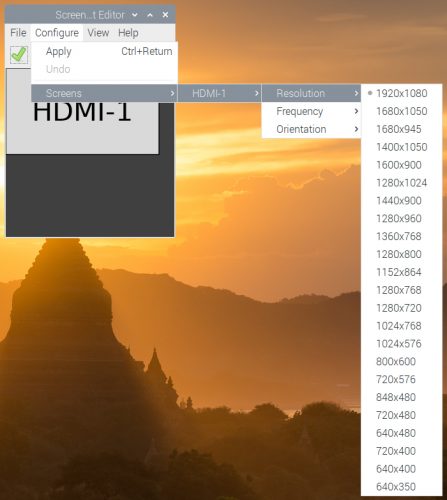 Screen...t Editor
File Configure View Help
Apply Ctrl+Return
Undo
Screens HDMI-1 Resolution
Frequency
Orientation
HDMI-1
1920x1080
1680x1050
1680x945
1400x1050
1600x900
1280x1024
1440x900
1280x960
1360x768
1280x800
1152x864
1280x768
1280x720
1024x768
1024x576
800x600
720x576
848x480
720x480
640x480
720x400
640x400
640x350